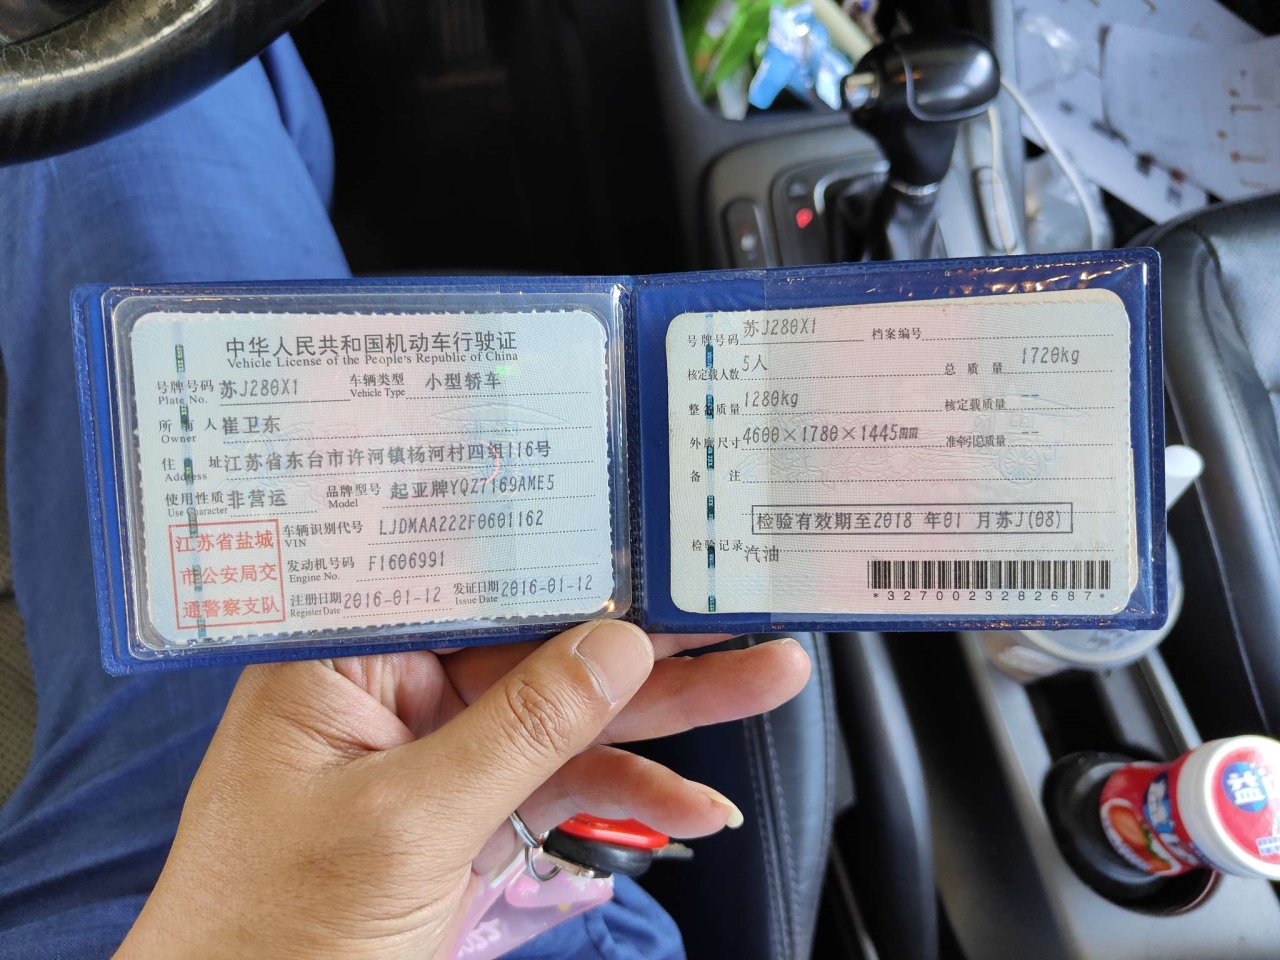 中华人民共和国机动车行驶证
Vehicle License of the People's Republic of China
号牌号码 苏J280X1 车辆类型 小型轿车
Plate No. Vehicle Type
所有人 崔卫东
Owner
住址 江苏省东台市许河镇杨河村四组116号
Address
使用性质 非营运 品牌型号 起亚牌YQZ7169AME5
Use Character Model
江苏省盐城
市公安局交
通警察支队
车辆识别代号 LJDMAA222F0601162
VIN
发动机号码 F1606991
Engine No.
注册日期 2016-01-12 发证日期 2016-01-12
Register Date Issue Date
号牌号码 苏J280X1 档案编号
核定载人数 5人 总质量 1720kg
整备质量 1280kg 核定载质量 --
外廓尺寸 4600×1780×1445mm 准牵引总质量 --
备注
检验有效期至2018 年01 月苏J(08)
检验记录 汽油
*3270023282687*
益
2022